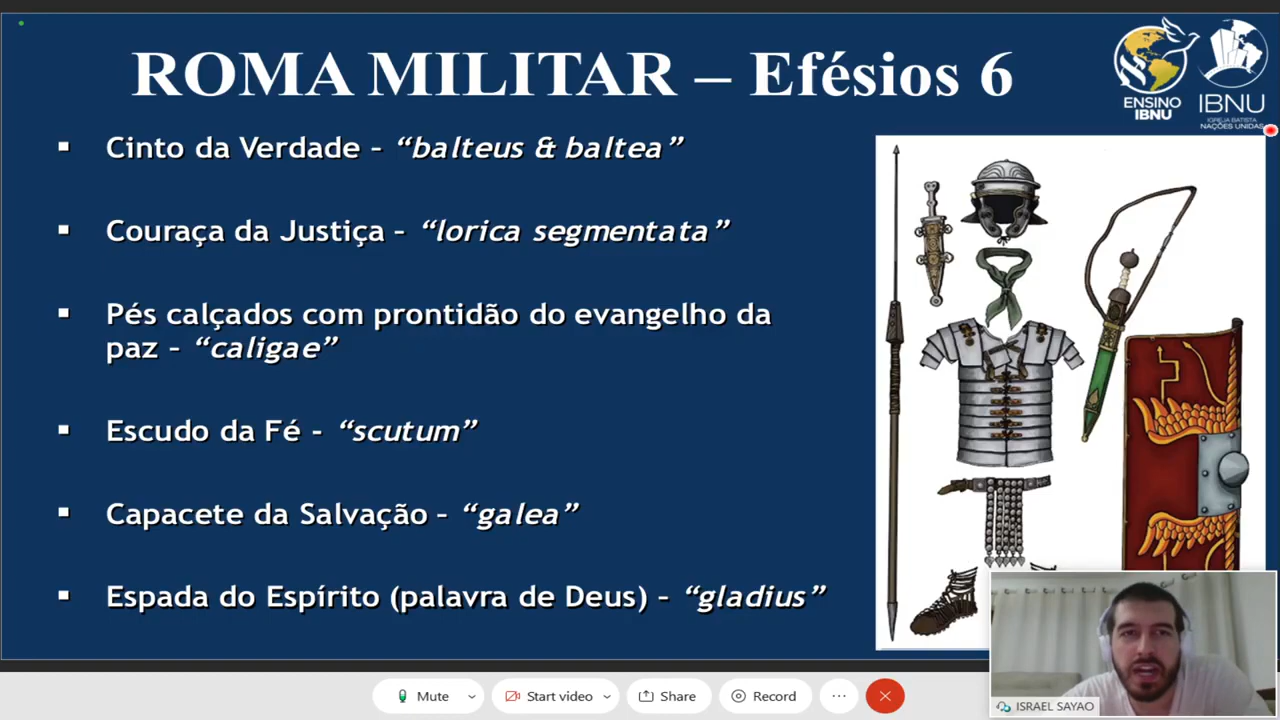 ROMA MILITAR – Efésios 6
ENSINO
IBNU
IBNU
IGREJA BATISTA
NAÇÕES UNIDAS
▪ Cinto da Verdade – “balteus & baltea”
▪ Couraça da Justiça – “lorica segmentata”
▪ Pés calçados com prontidão do evangelho da
paz – “caligae”
▪ Escudo da Fé – “scutum”
▪ Capacete da Salvação – “galea”
▪ Espada do Espírito (palavra de Deus) – “gladius”
ISRAEL SAYAO
Mute
Start video
Share
Record